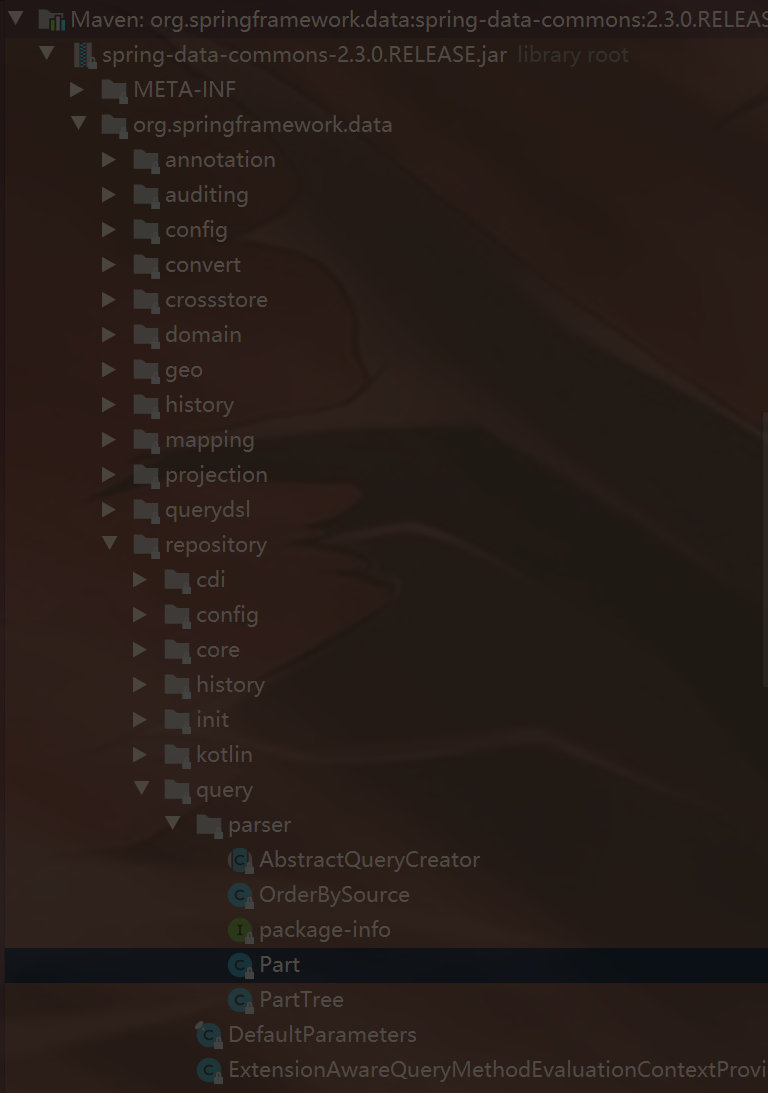 Maven: org.springframework.data:spring-data-commons:2.3.0.RELEAS
spring-data-commons-2.3.0.RELEASE.jar library root
META-INF
org.springframework.data
annotation
auditing
config
convert
crossstore
domain
geo
history
mapping
projection
querydsl
repository
cdi
config
core
history
init
kotlin
query
parser
AbstractQueryCreator
OrderBySource
package-info
Part
PartTree
DefaultParameters
ExtensionAwareQueryMethodEvaluationContextProvi